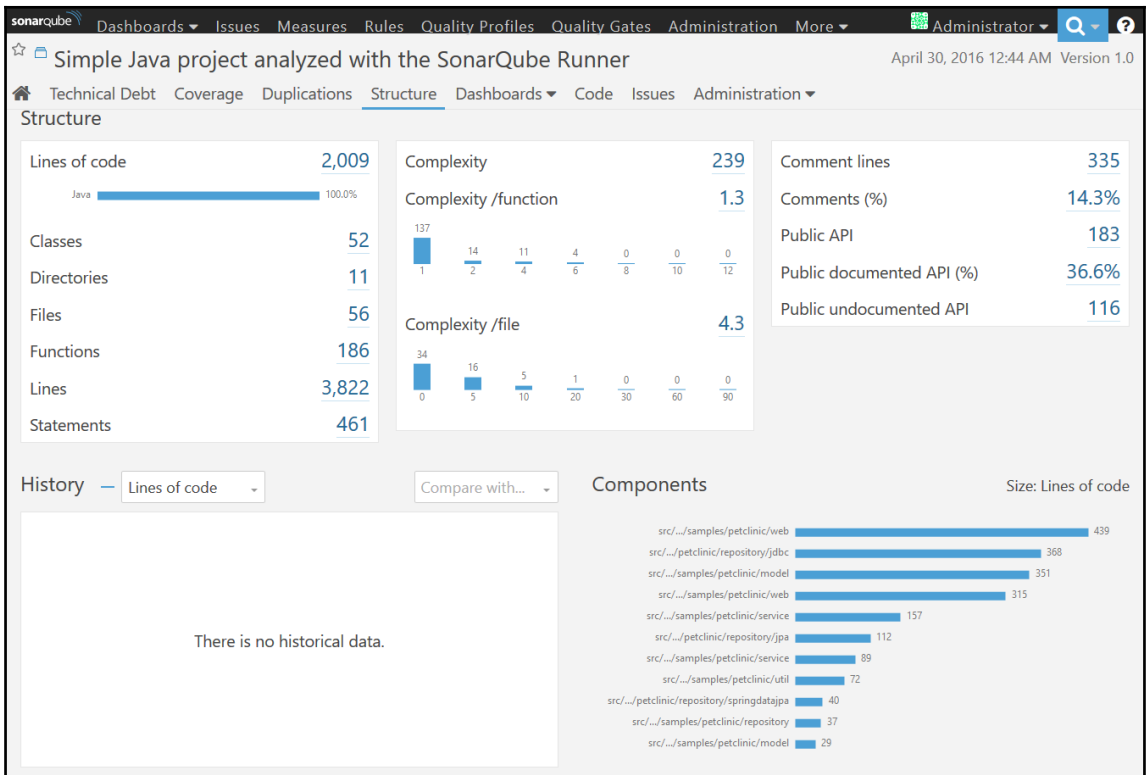 sonarqube Dashboards Issues Measures Rules Quality Profiles Quality Gates Administration More Administrator ?
Simple Java project analyzed with the SonarQube Runner April 30, 2016 12:44 AM Version 1.0
Technical Debt Coverage Duplications Structure Dashboards Code Issues Administration
Structure
Lines of code 2,009
Java 100.0%
Classes 52
Directories 11
Files 56
Functions 186
Lines 3,822
Statements 461
Complexity 239
Complexity /function 1.3
137 14 11 4 0 0 0
1 2 4 6 8 10 12
Complexity /file 4.3
34 16 5 1 0 0 0
0 5 10 20 30 60 90
Comment lines 335
Comments (%) 14.3%
Public API 183
Public documented API (%) 36.6%
Public undocumented API 116
History Lines of code Compare with...
There is no historical data.
Components Size: Lines of code
src/.../samples/petclinic/web 439
src/.../petclinic/repository/jdbc 368
src/.../samples/petclinic/model 351
src/.../samples/petclinic/web 315
src/.../samples/petclinic/service 157
src/.../petclinic/repository/jpa 112
src/.../samples/petclinic/service 89
src/.../samples/petclinic/util 72
src/.../petclinic/repository/springdatajpa 40
src/.../samples/petclinic/repository 37
src/.../samples/petclinic/model 29